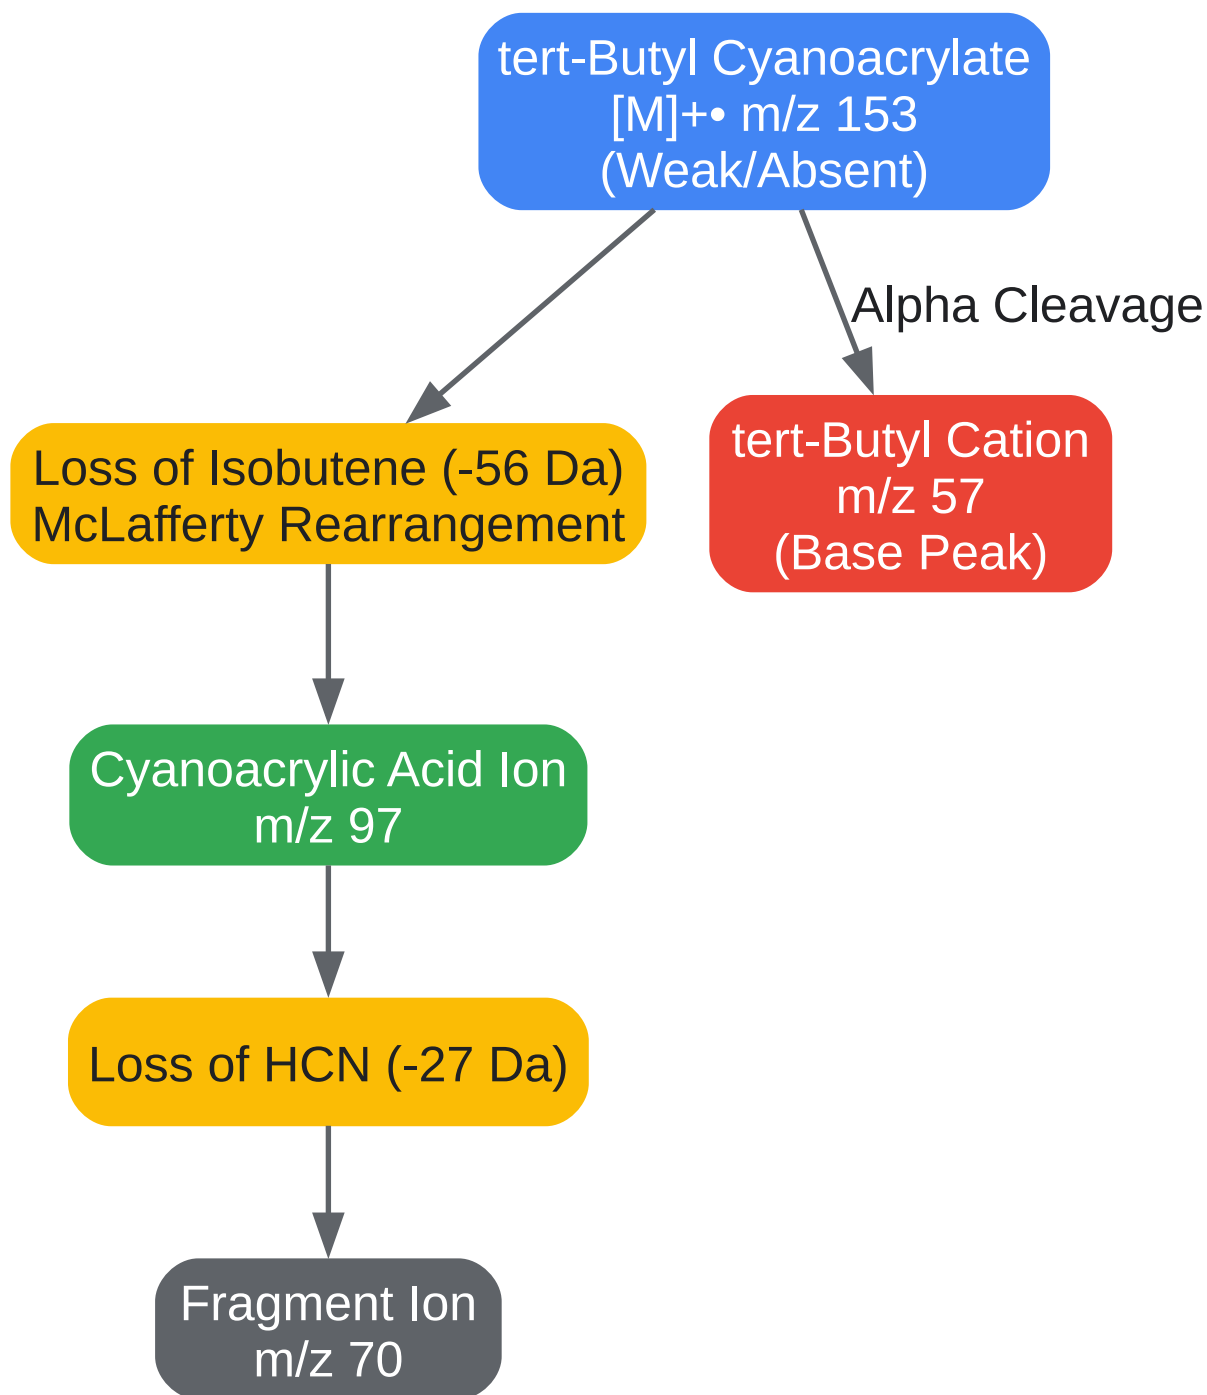 tert-Butyl Cyanoacrylate
[M]+• m/z 153
(Weak/Absent)
Alpha Cleavage
tert-Butyl Cation
m/z 57
(Base Peak)
Loss of Isobutene (-56 Da)
McLafferty Rearrangement
Cyanoacrylic Acid Ion
m/z 97
Loss of HCN (-27 Da)
Fragment Ion
m/z 70